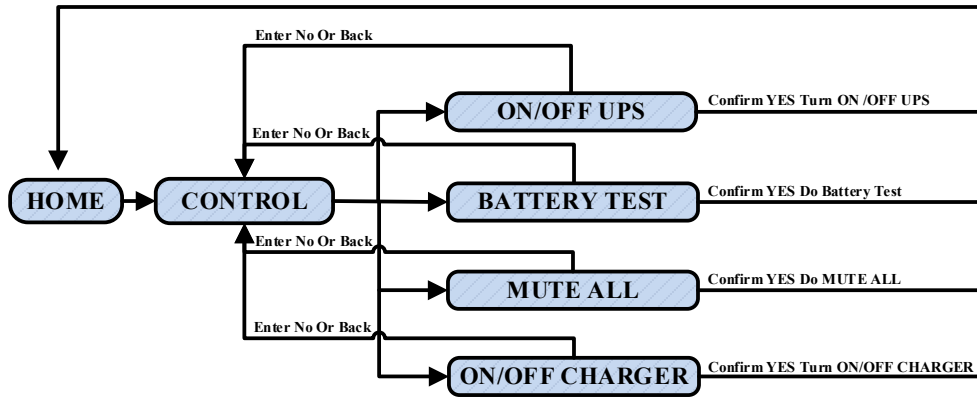 Enter No Or Back
ON/OFF UPS
Confirm YES Turn ON /OFF UPS
Enter No Or Back
HOME
CONTROL
BATTERY TEST
Confirm YES Do Battery Test
Enter No Or Back
MUTE ALL
Confirm YES Do MUTE ALL
Enter No Or Back
ON/OFF CHARGER
Confirm YES Turn ON/OFF CHARGER